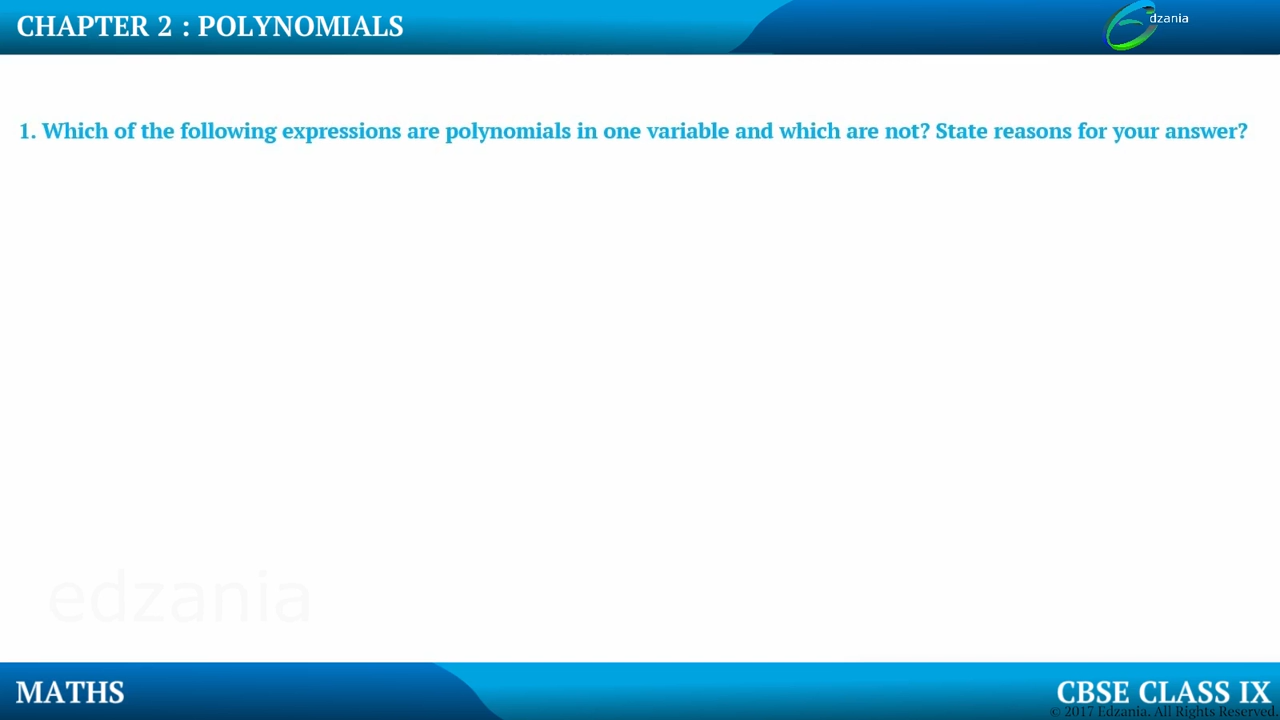 CHAPTER 2 : POLYNOMIALS
dzania
1. Which of the following expressions are polynomials in one variable and which are not? State reasons for your answer?
edzania
MATHS
CBSE CLASS IX
© 2017 Edzania. All Rights Reserved.